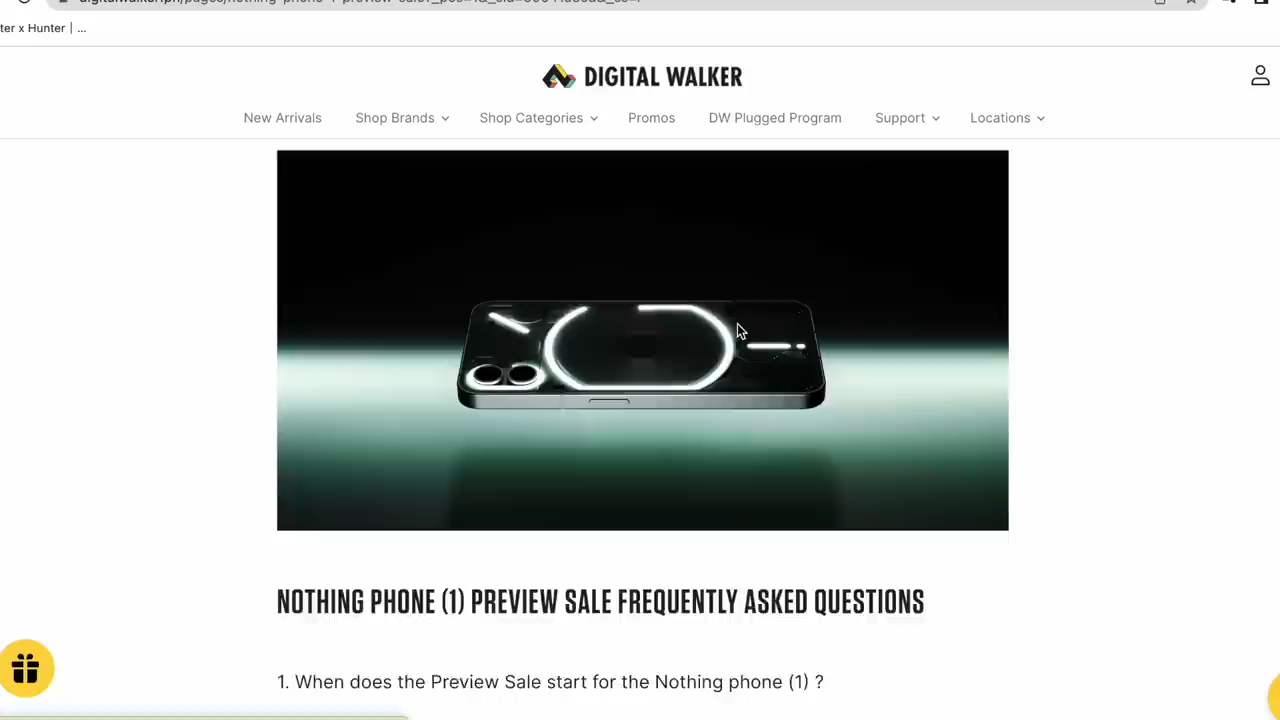 ter x Hunter | ...
DIGITAL WALKER
New Arrivals Shop Brands Shop Categories Promos DW Plugged Program Support Locations
NOTHING PHONE (1) PREVIEW SALE FREQUENTLY ASKED QUESTIONS
1. When does the Preview Sale start for the Nothing phone (1) ?